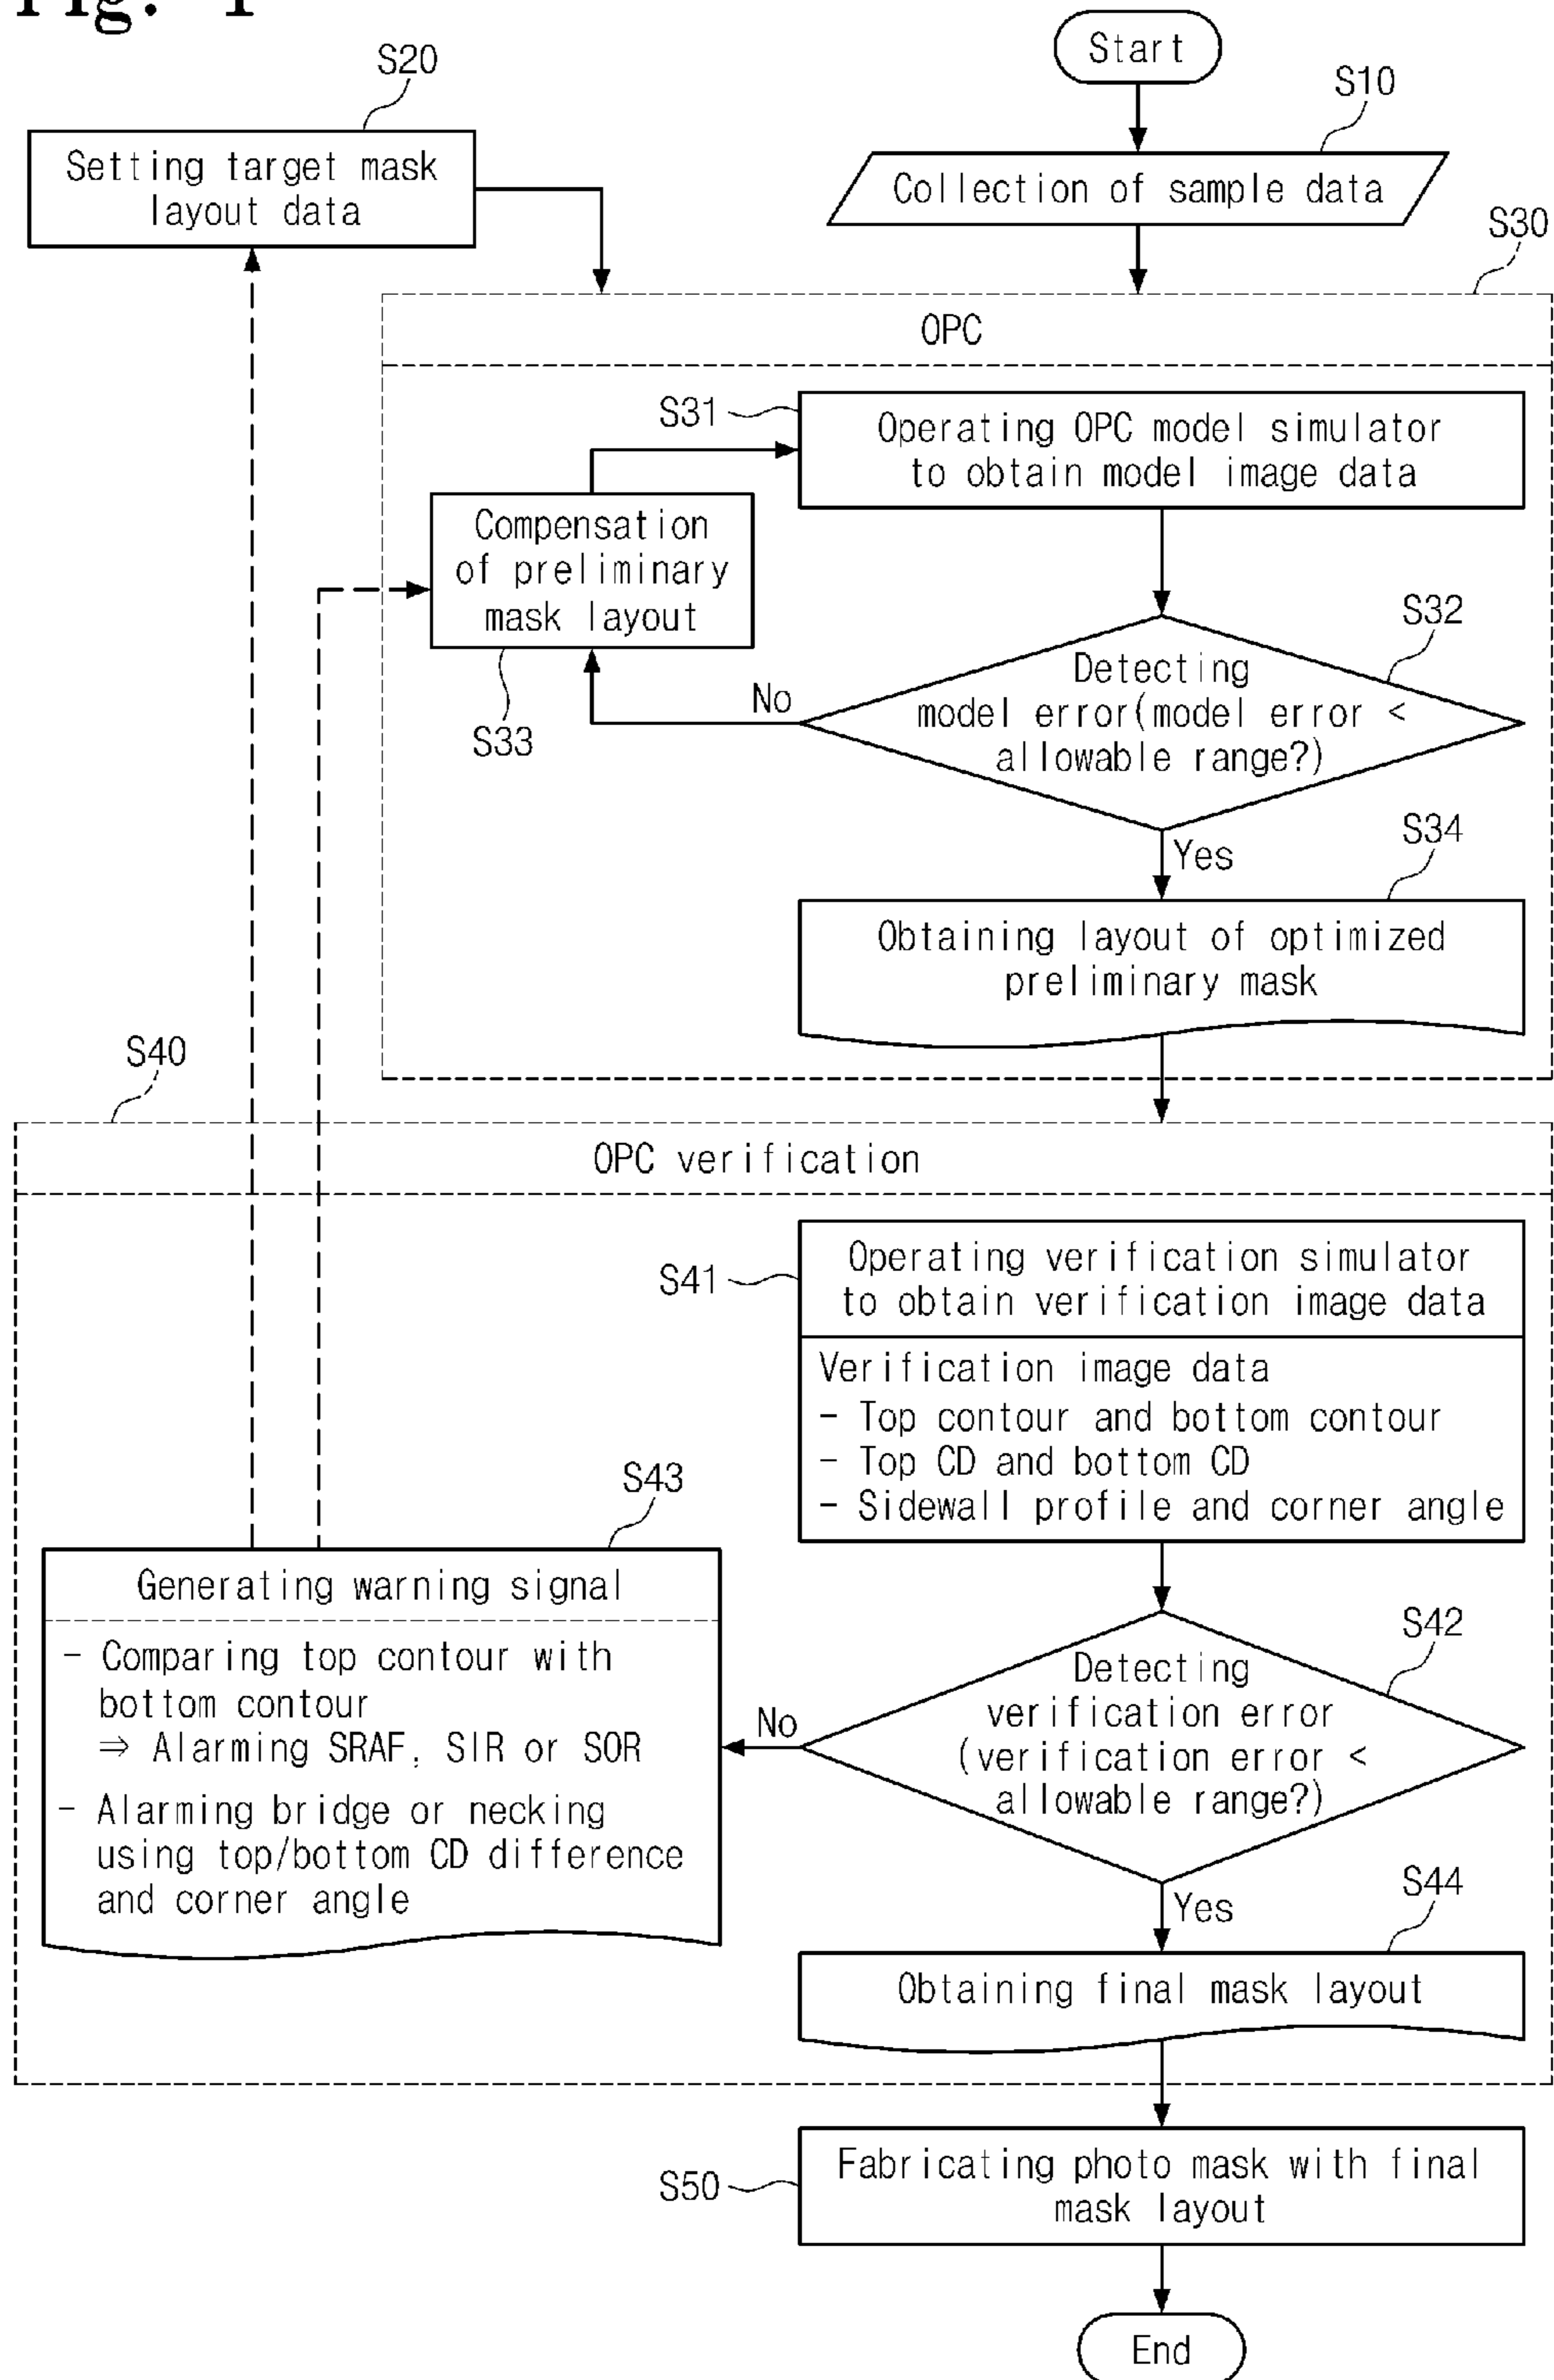 Fig. 1
Start
S20
S10
Setting target mask
layout data
Collection of sample data
S30
OPC
S31
Operating OPC model simulator
to obtain model image data
Compensation
of preliminary
mask layout
S33
S32
Detecting
model error(model error <
allowable range?)
No
Yes
S34
Obtaining layout of optimized
preliminary mask
S40
OPC verification
S41
Operating verification simulator
to obtain verification image data
Verification image data
- Top contour and bottom contour
- Top CD and bottom CD
- Sidewall profile and corner angle
S43
Generating warning signal
- Comparing top contour with
bottom contour
⇒ Alarming SRAF, SIR or SOR
- Alarming bridge or necking
using top/bottom CD difference
and corner angle
S42
Detecting
verification error
(verification error <
allowable range?)
No
Yes
S44
Obtaining final mask layout
S50
Fabricating photo mask with final
mask layout
End